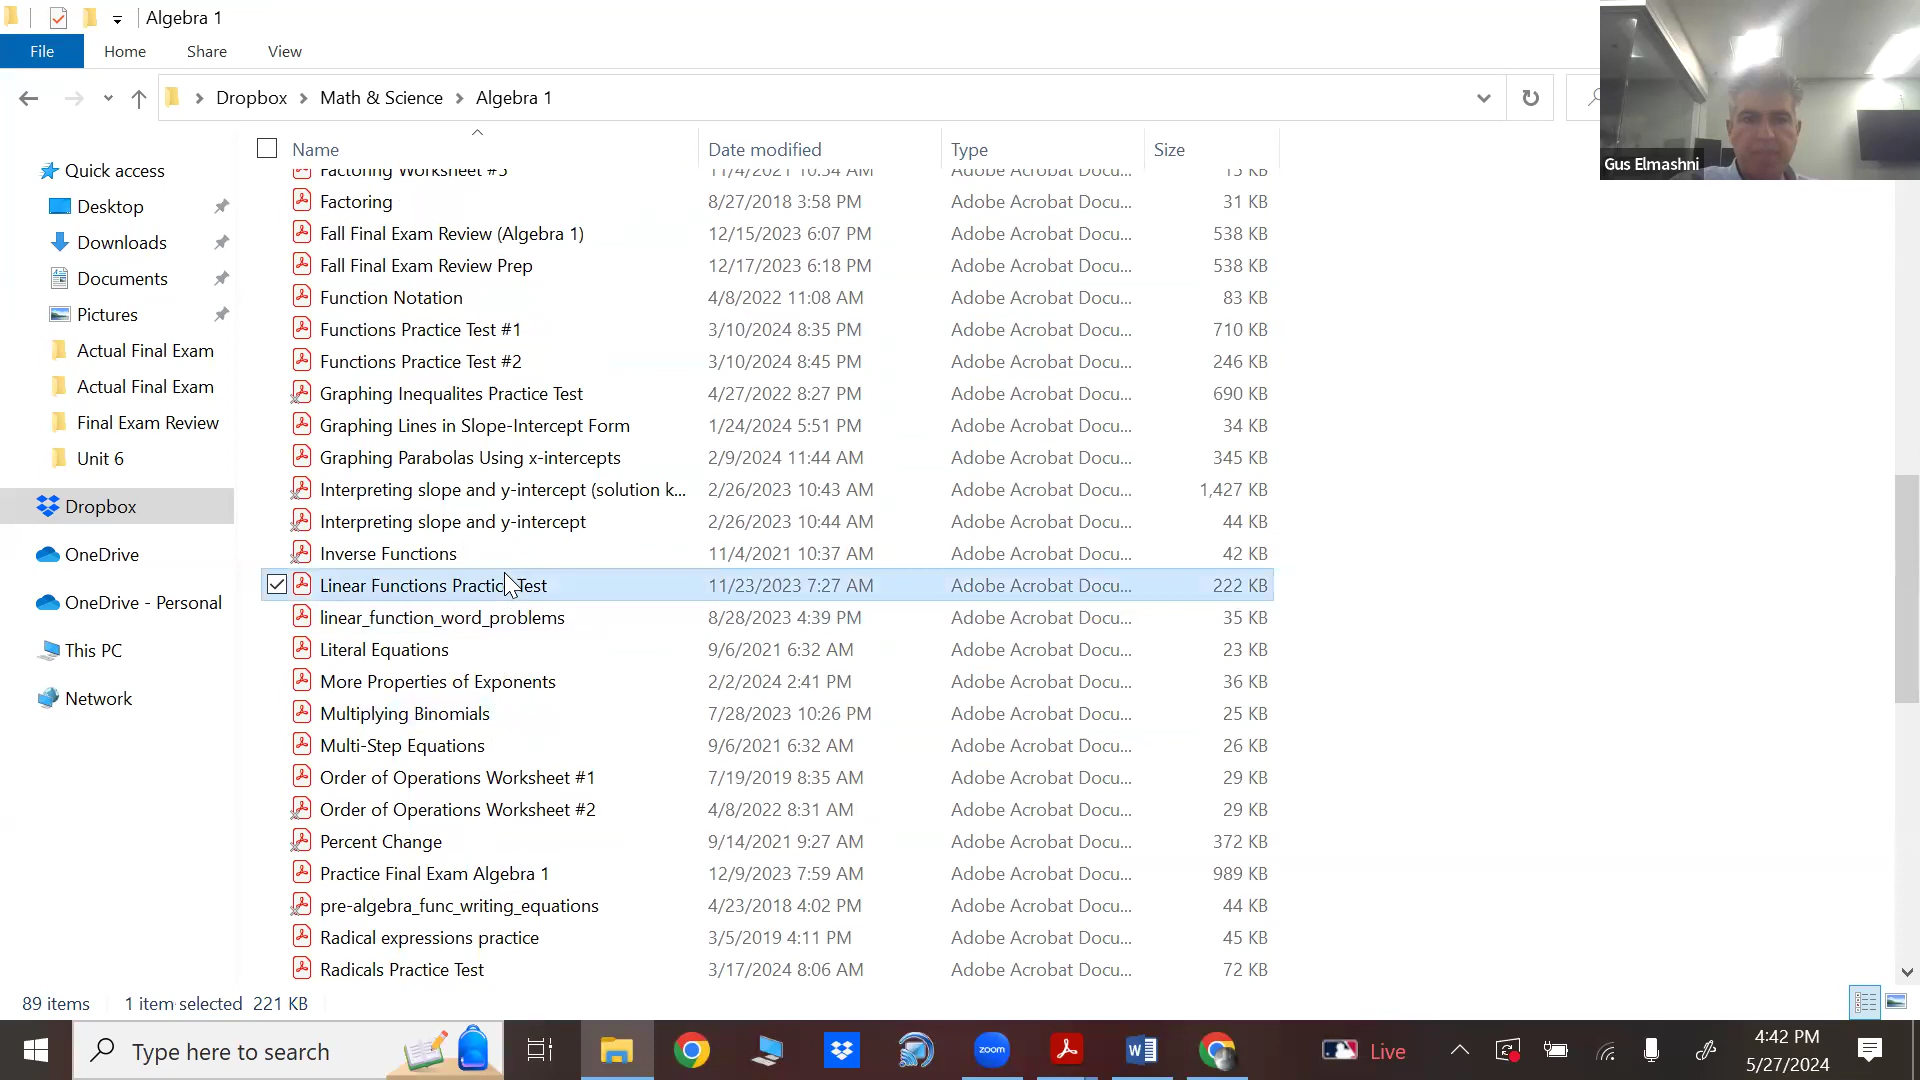 Algebra 1
File Home Share View
Dropbox Math & Science Algebra 1
Gus Elmashni
Quick access
Desktop
Downloads
Documents
Pictures
Actual Final Exam
Actual Final Exam
Final Exam Review
Unit 6
Dropbox
OneDrive
OneDrive - Personal
This PC
Network
Name Date modified Type Size
Factoring Worksheet #3 11/4/2021 10:34 AM Adobe Acrobat Docu... 15 KB
Factoring 8/27/2018 3:58 PM Adobe Acrobat Docu... 31 KB
Fall Final Exam Review (Algebra 1) 12/15/2023 6:07 PM Adobe Acrobat Docu... 538 KB
Fall Final Exam Review Prep 12/17/2023 6:18 PM Adobe Acrobat Docu... 538 KB
Function Notation 4/8/2022 11:08 AM Adobe Acrobat Docu... 83 KB
Functions Practice Test #1 3/10/2024 8:35 PM Adobe Acrobat Docu... 710 KB
Functions Practice Test #2 3/10/2024 8:45 PM Adobe Acrobat Docu... 246 KB
Graphing Inequalites Practice Test 4/27/2022 8:27 PM Adobe Acrobat Docu... 690 KB
Graphing Lines in Slope-Intercept Form 1/24/2024 5:51 PM Adobe Acrobat Docu... 34 KB
Graphing Parabolas Using x-intercepts 2/9/2024 11:44 AM Adobe Acrobat Docu... 345 KB
Interpreting slope and y-intercept (solution k... 2/26/2023 10:43 AM Adobe Acrobat Docu... 1,427 KB
Interpreting slope and y-intercept 2/26/2023 10:44 AM Adobe Acrobat Docu... 44 KB
Inverse Functions 11/4/2021 10:37 AM Adobe Acrobat Docu... 42 KB
Linear Functions Practice Test 11/23/2023 7:27 AM Adobe Acrobat Docu... 222 KB
linear_function_word_problems 8/28/2023 4:39 PM Adobe Acrobat Docu... 35 KB
Literal Equations 9/6/2021 6:32 AM Adobe Acrobat Docu... 23 KB
More Properties of Exponents 2/2/2024 2:41 PM Adobe Acrobat Docu... 36 KB
Multiplying Binomials 7/28/2023 10:26 PM Adobe Acrobat Docu... 25 KB
Multi-Step Equations 9/6/2021 6:32 AM Adobe Acrobat Docu... 26 KB
Order of Operations Worksheet #1 7/19/2019 8:35 AM Adobe Acrobat Docu... 29 KB
Order of Operations Worksheet #2 4/8/2022 8:31 AM Adobe Acrobat Docu... 29 KB
Percent Change 9/14/2021 9:27 AM Adobe Acrobat Docu... 372 KB
Practice Final Exam Algebra 1 12/9/2023 7:59 AM Adobe Acrobat Docu... 989 KB
pre-algebra_func_writing_equations 4/23/2018 4:02 PM Adobe Acrobat Docu... 44 KB
Radical expressions practice 3/5/2019 4:11 PM Adobe Acrobat Docu... 45 KB
Radicals Practice Test 3/17/2024 8:06 AM Adobe Acrobat Docu... 72 KB
89 items 1 item selected 221 KB
Type here to search
zoom
Live
4:42 PM
5/27/2024